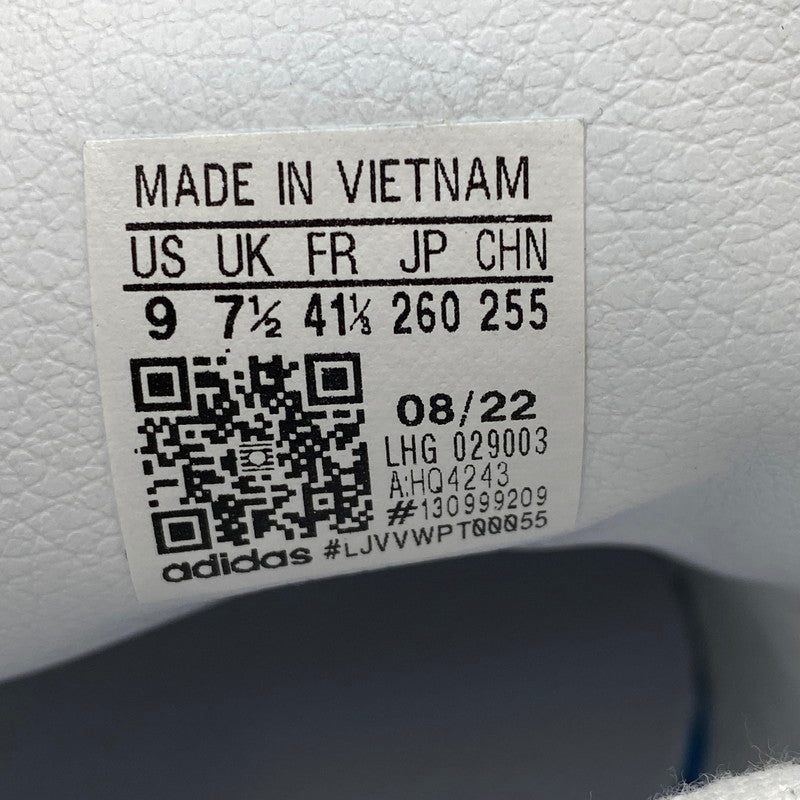 MADE IN VIETNAM
US UK FR JP CHN
9 7½ 41⅓ 260 255
08/22
LHG 029003
A:HQ4243
#130999209
adidas #LJVVWPT00055